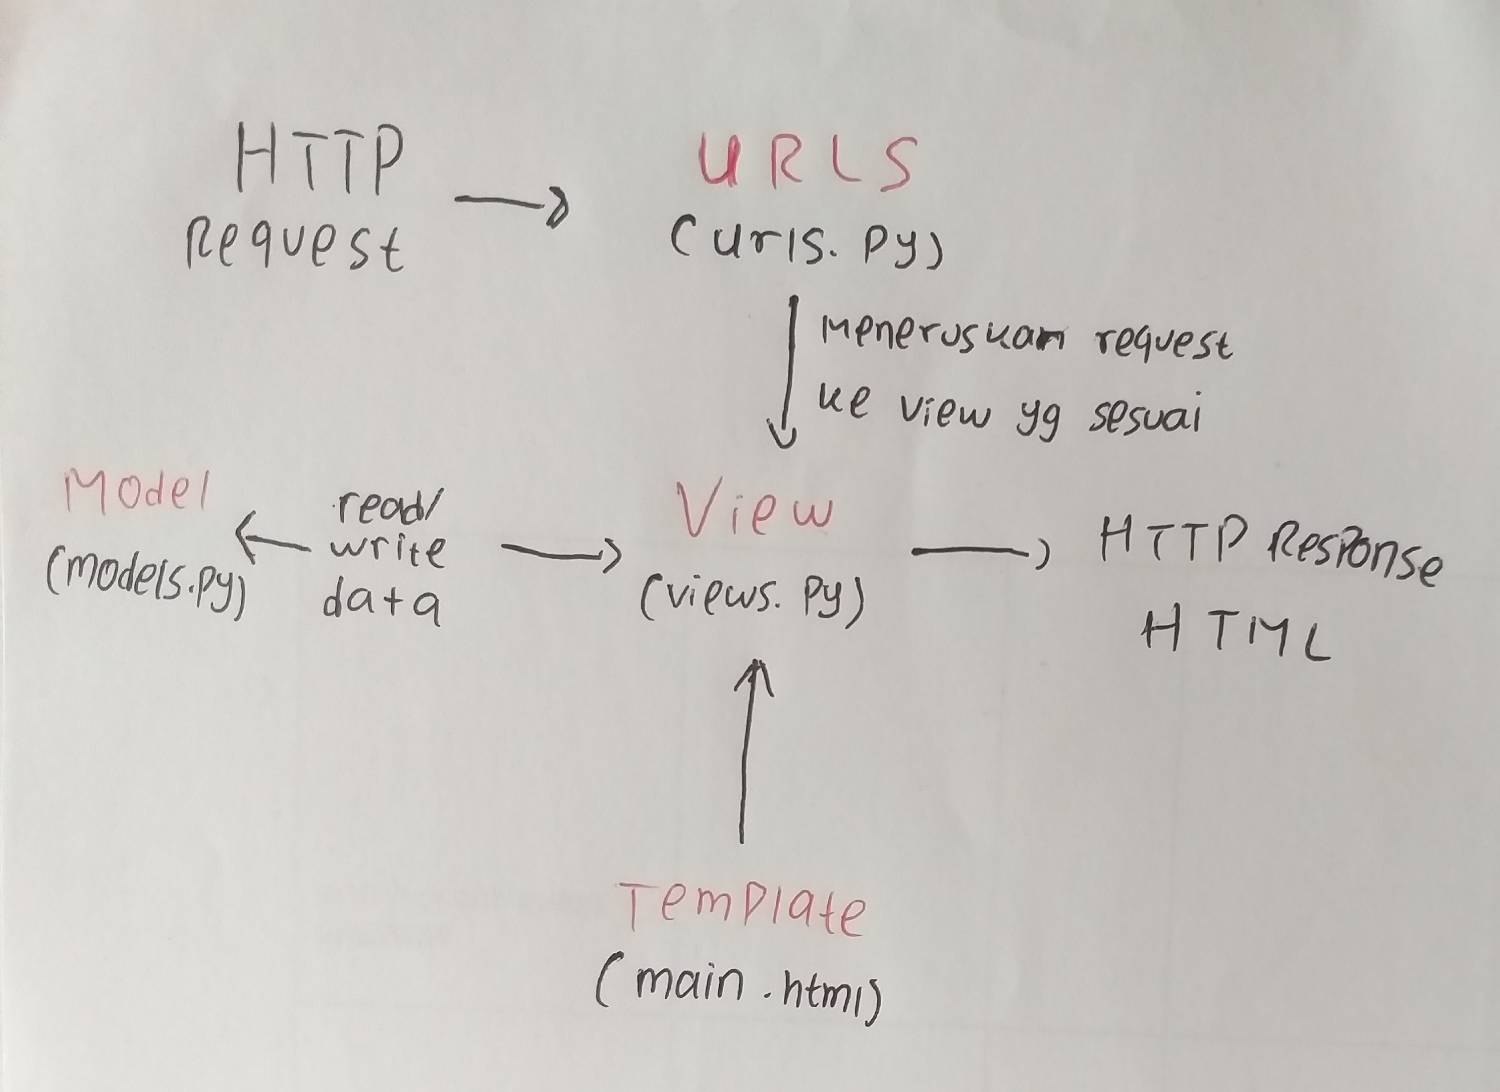 HTTP
Request
URLS
(urls.py)
Meneruskan request
ke view yg sesuai
Model
(models.py)
read/
write
data
View
(views.py)
HTTP Response
HTML
Template
(main.html)